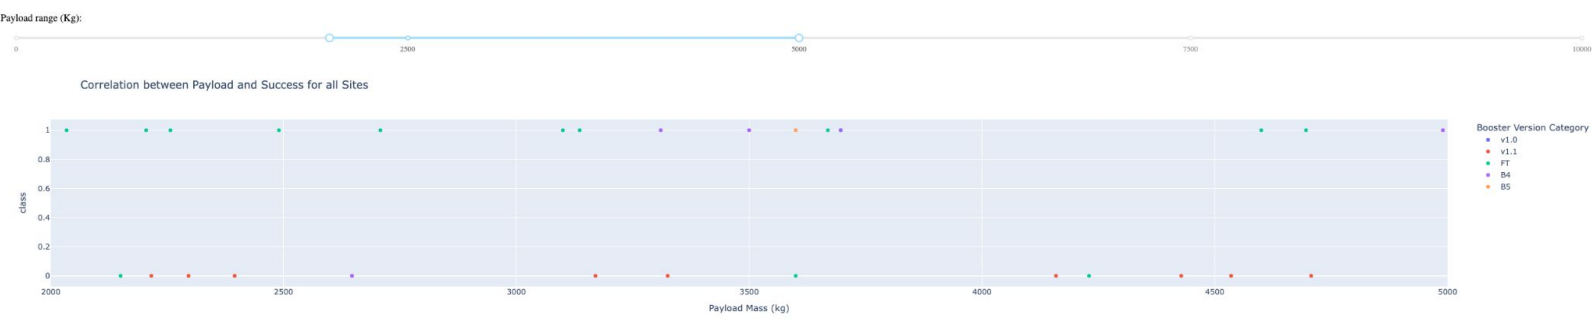 Payload range (Kg):
0 2500 5000 7500 10000
Correlation between Payload and Success for all Sites
Booster Version Category
v1.0
v1.1
FT
B4
B5
class
1
0.8
0.6
0.4
0.2
0
2000 2500 3000 3500 4000 4500 5000
Payload Mass (kg)